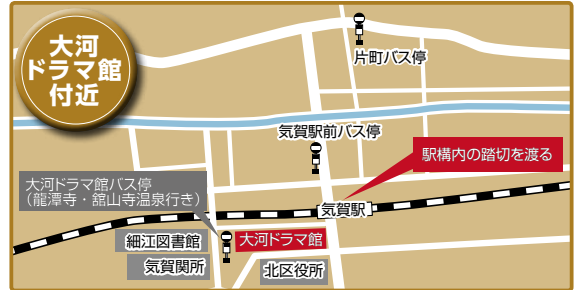 大河
ドラマ館
付近
片町バス停
気賀駅前バス停
駅構内の踏切を渡る
大河ドラマ館バス停
（龍潭寺・舘山寺温泉行き）
気賀駅
細江図書館
大河ドラマ館
気賀関所
北区役所